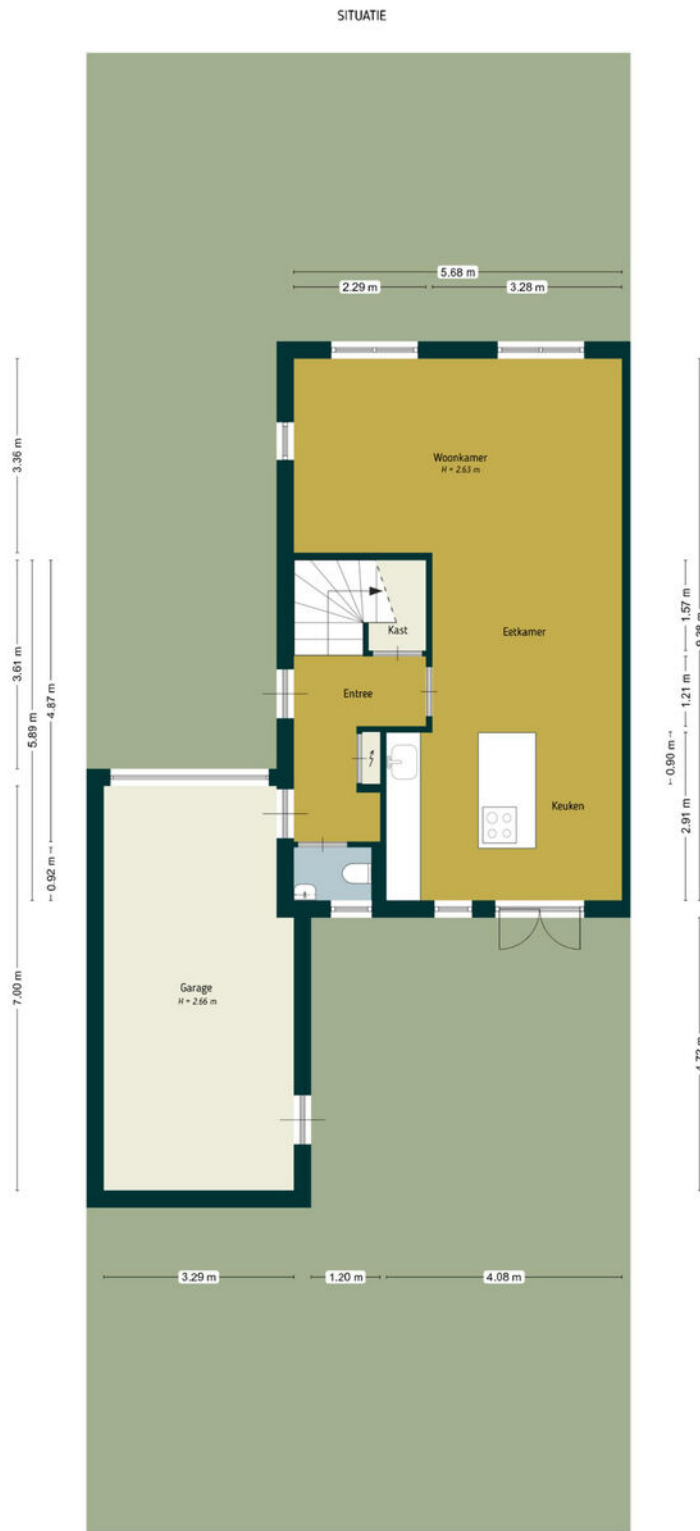 SITUATIE
5.68 m
2.29 m
3.28 m
3.36 m
Woonkamer
H = 2.63 m
3.61 m
5.89 m
4.87 m
Kast
Eetkamer
1.57 m
Entree
1.21 m
0.90 m
2.91 m
Keuken
0.92 m
7.00 m
Garage
H = 2.66 m
3.29 m
1.20 m
4.08 m